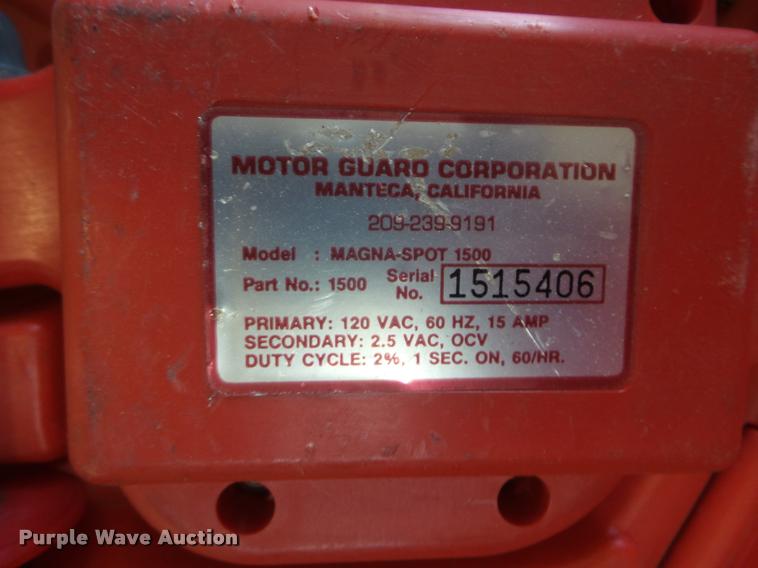 MOTOR GUARD CORPORATION
MANTECA, CALIFORNIA
209-239-9191
Model : MAGNA-SPOT 1500
Part No.: 1500 Serial No. 1515406
PRIMARY: 120 VAC, 60 HZ, 15 AMP
SECONDARY: 2.5 VAC, OCV
DUTY CYCLE: 2%, 1 SEC. ON, 60/HR.
Purple Wave Auction